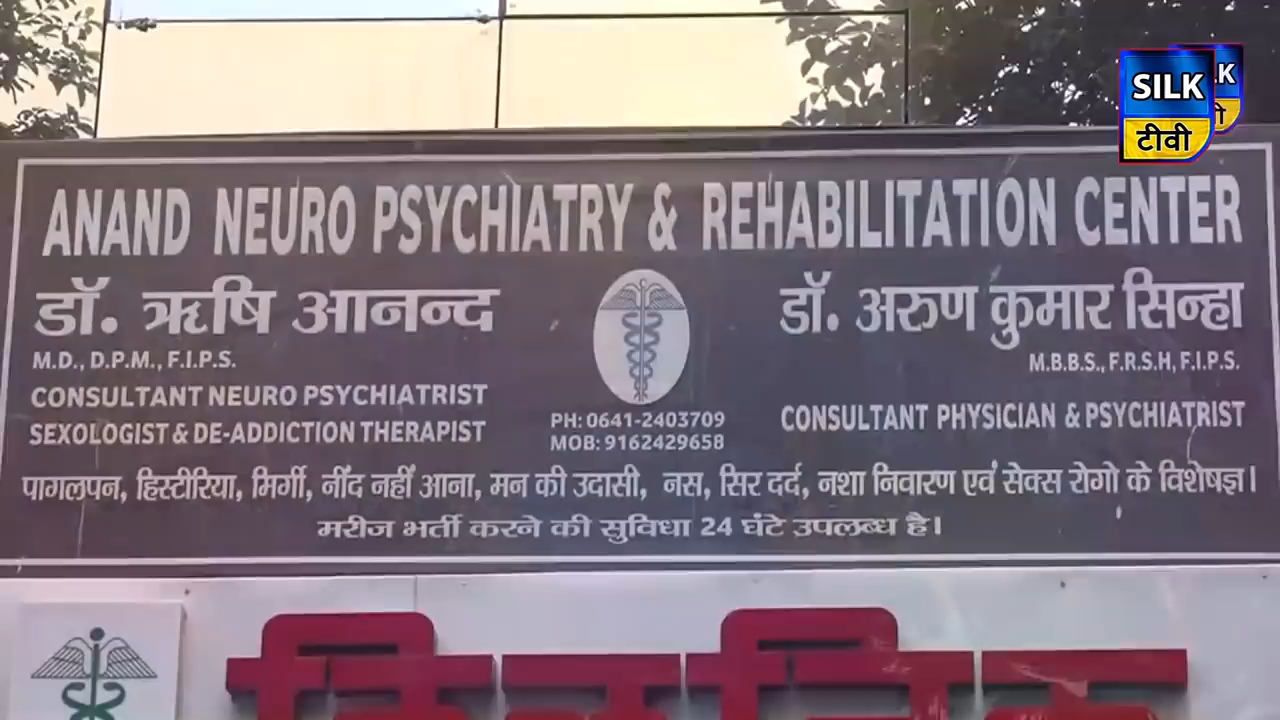 SILK
टीवी
ANAND NEURO PSYCHIATRY & REHABILITATION CENTER
डॉ. ऋषि आनन्द
M.D., D.P.M., F.I.P.S.
CONSULTANT NEURO PSYCHIATRIST
SEXOLOGIST & DE-ADDICTION THERAPIST
PH: 0641-2403709
MOB: 9162429658
डॉ. अरुण कुमार सिन्हा
M.B.B.S., F.R.S.H, F.I.P.S.
CONSULTANT PHYSICIAN & PSYCHIATRIST
पागलपन, हिस्टीरिया, मिर्गी, नींद नहीं आना, मन की उदासी, नस, सिर दर्द, नशा निवारण एवं सेक्स रोगो के विशेषज्ञ।
मरीज भर्ती करने की सुविधा 24 घंटे उपलब्ध है।